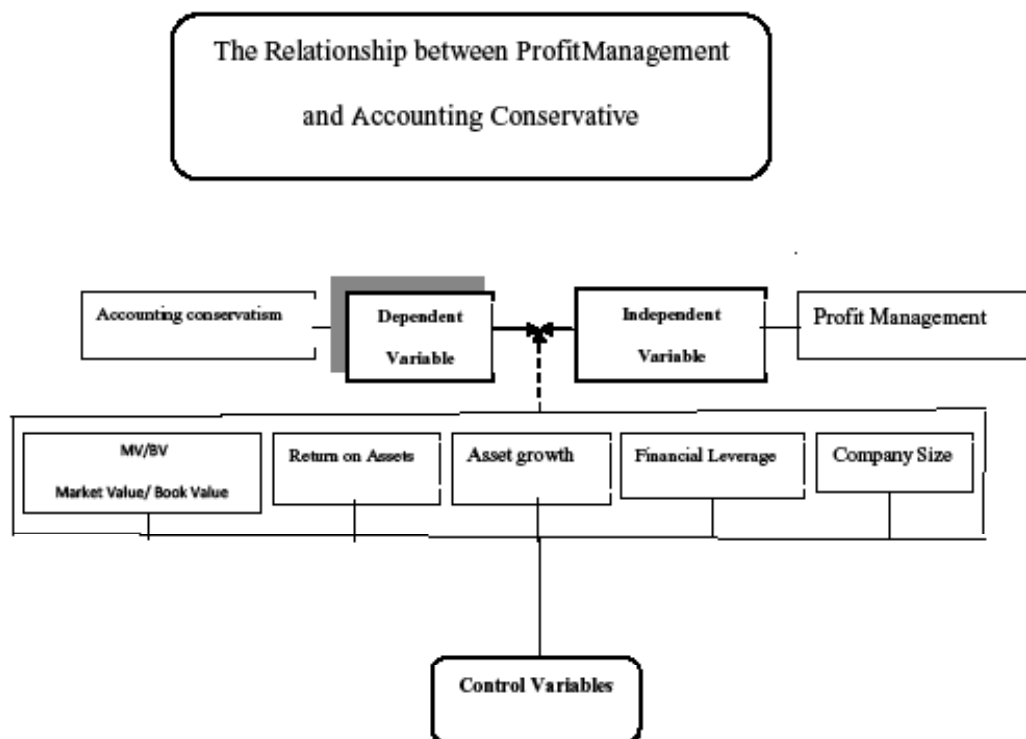 The Relationship between ProfitManagement
and Accounting Conservative
Accounting conservatism
Dependent
Variable
Independent
Variable
Profit Management
MV/BV
Market Value/ Book Value
Return on Assets
Asset growth
Financial Leverage
Company Size
Control Variables